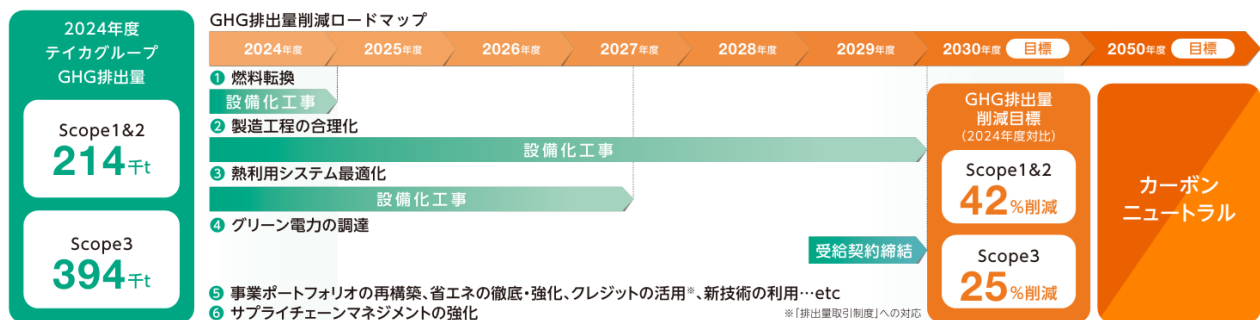 2024年度
テイカグループ
GHG排出量
Scope1&2
214千t
Scope3
394千t
GHG排出量削減ロードマップ
2024年度
2025年度
2026年度
2027年度
2028年度
2029年度
2030年度 目標
2050年度 目標
1 燃料転換
設備化工事
2 製造工程の合理化
設備化工事
3 熱利用システム最適化
設備化工事
4 グリーン電力の調達
受給契約締結
5 事業ポートフォリオの再構築、省エネの徹底・強化、クレジットの活用※、新技術の利用…etc
6 サプライチェーンマネジメントの強化
※「排出量取引制度」への対応
GHG排出量
削減目標
(2024年度対比)
Scope1&2
42%削減
Scope3
25%削減
カーボン
ニュートラル